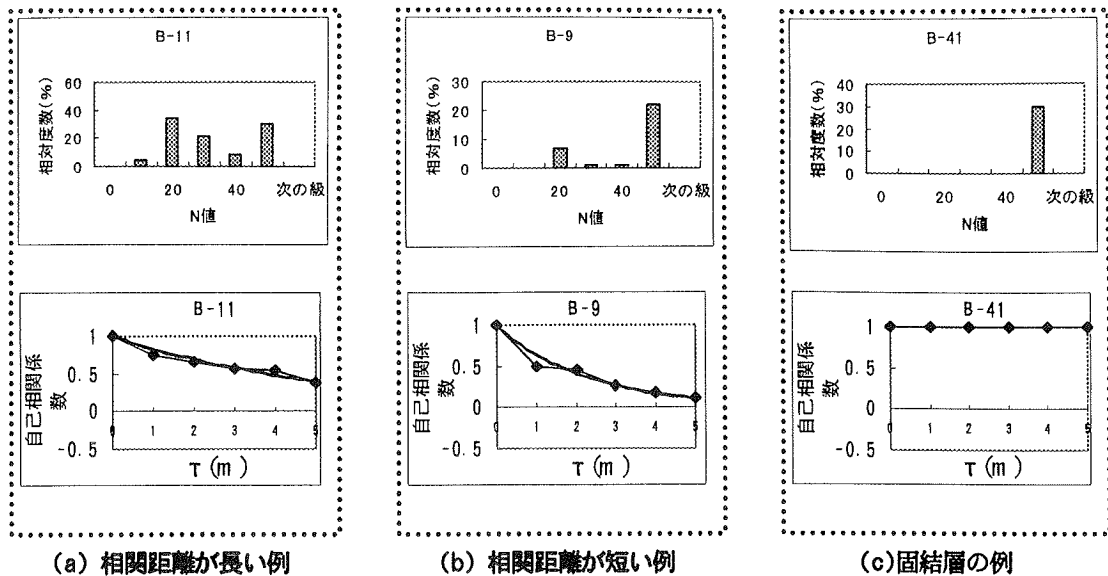 B-11
相対度数(%)
60
40
20
0
0 20 40 次の級
N値
B-11
自己相関係数
1
0.5
0
-0.5
0 1 2 3 4 5
τ(m)
(a) 相関距離が長い例
B-9
相対度数(%)
30
20
10
0
0 20 40 次の級
N値
B-9
自己相関係数
1
0.5
0
-0.5
0 1 2 3 4 5
τ(m)
(b) 相関距離が短い例
B-41
相対度数(%)
40
30
20
10
0
0 20 40 次の級
N値
B-41
自己相関係数
1
0.5
0
-0.5
0 1 2 3 4 5
τ(m)
(c)固結層の例